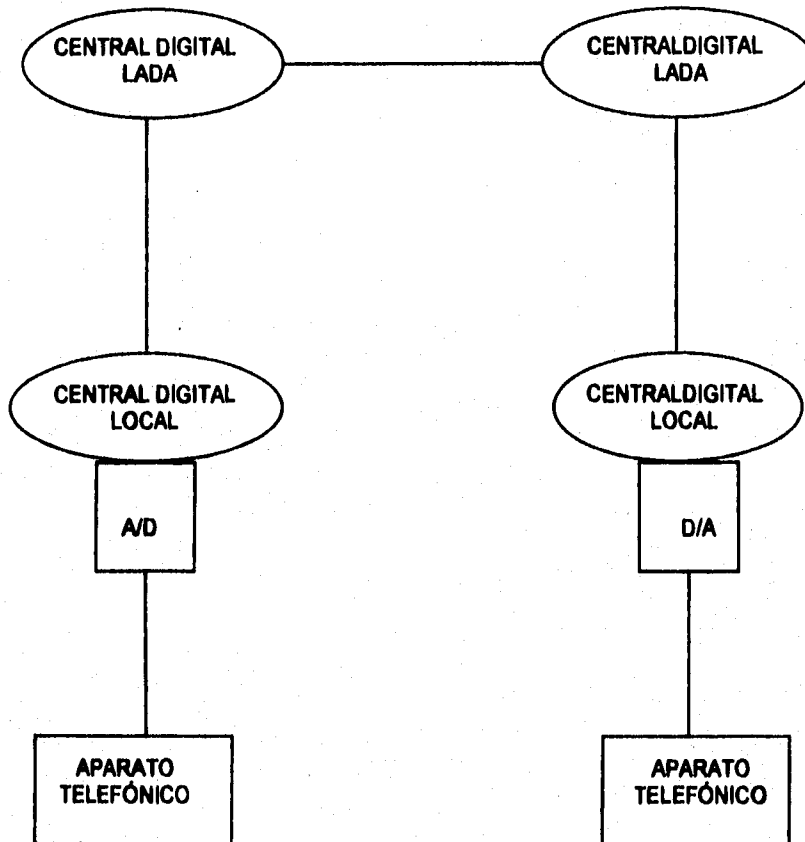 CENTRAL DIGITAL
LADA
CENTRALDIGITAL
LADA
CENTRAL DIGITAL
LOCAL
CENTRALDIGITAL
LOCAL
A/D
D/A
APARATO
TELEFÓNICO
APARATO
TELEFÓNICO